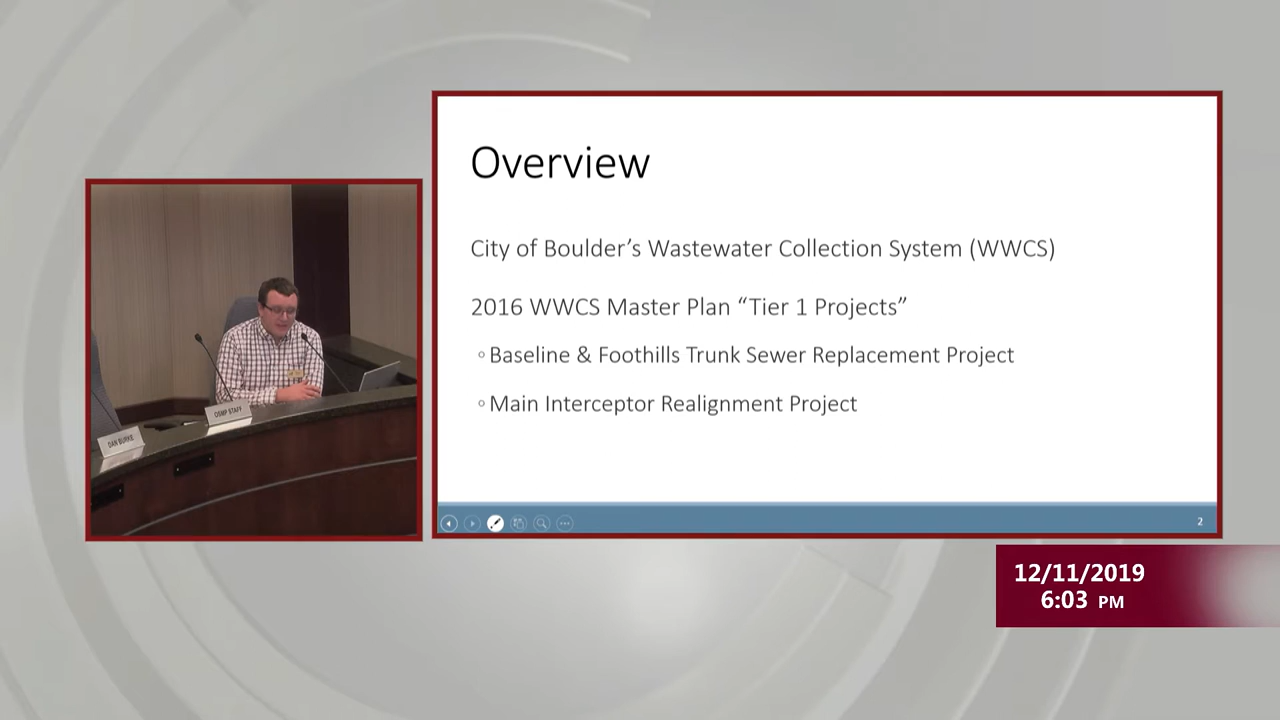 Overview
City of Boulder’s Wastewater Collection System (WWCS)
2016 WWCS Master Plan “Tier 1 Projects”
◦ Baseline & Foothills Trunk Sewer Replacement Project
◦ Main Interceptor Realignment Project
2
DAN BURKE
OSMP STAFF
12/11/2019
6:03 PM